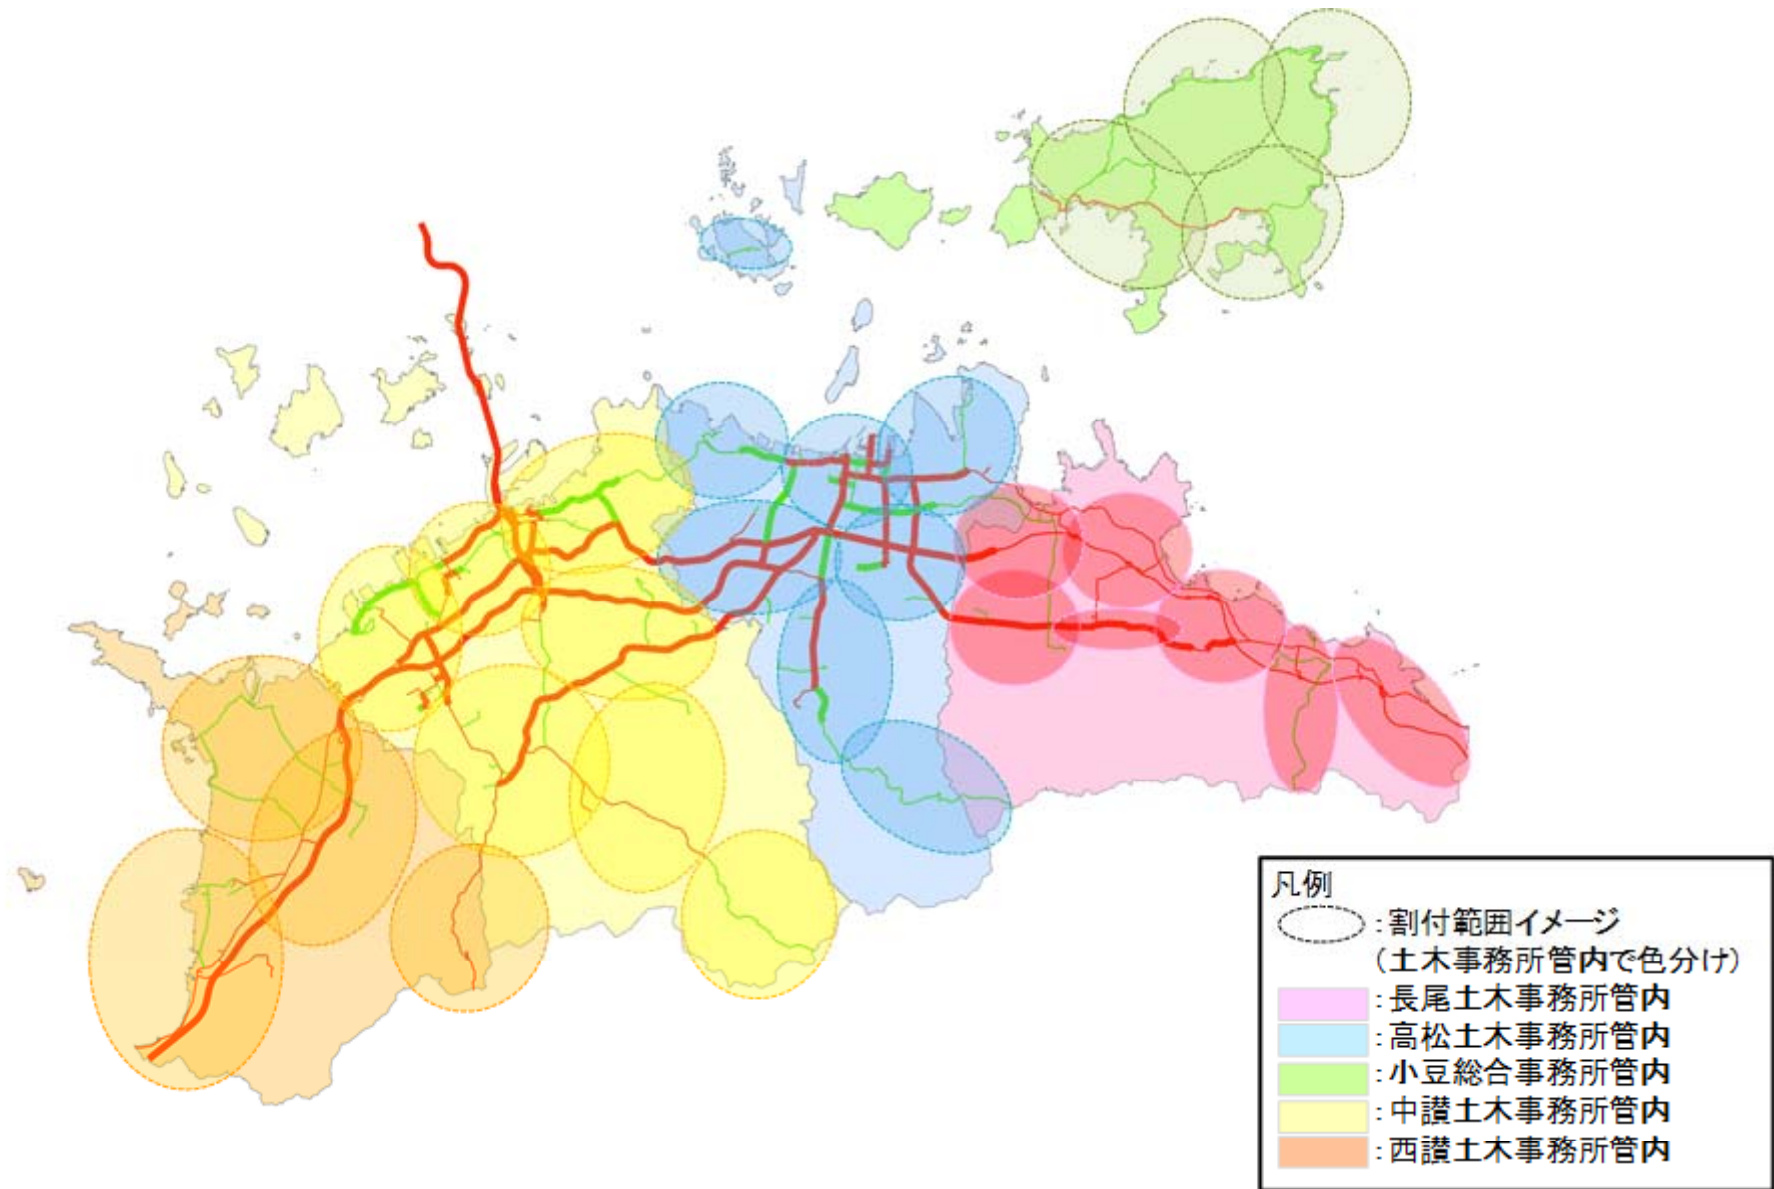 凡例
：割付範囲イメージ
（土木事務所管内で色分け）
：長尾土木事務所管内
：高松土木事務所管内
：小豆総合事務所管内
：中讃土木事務所管内
：西讃土木事務所管内